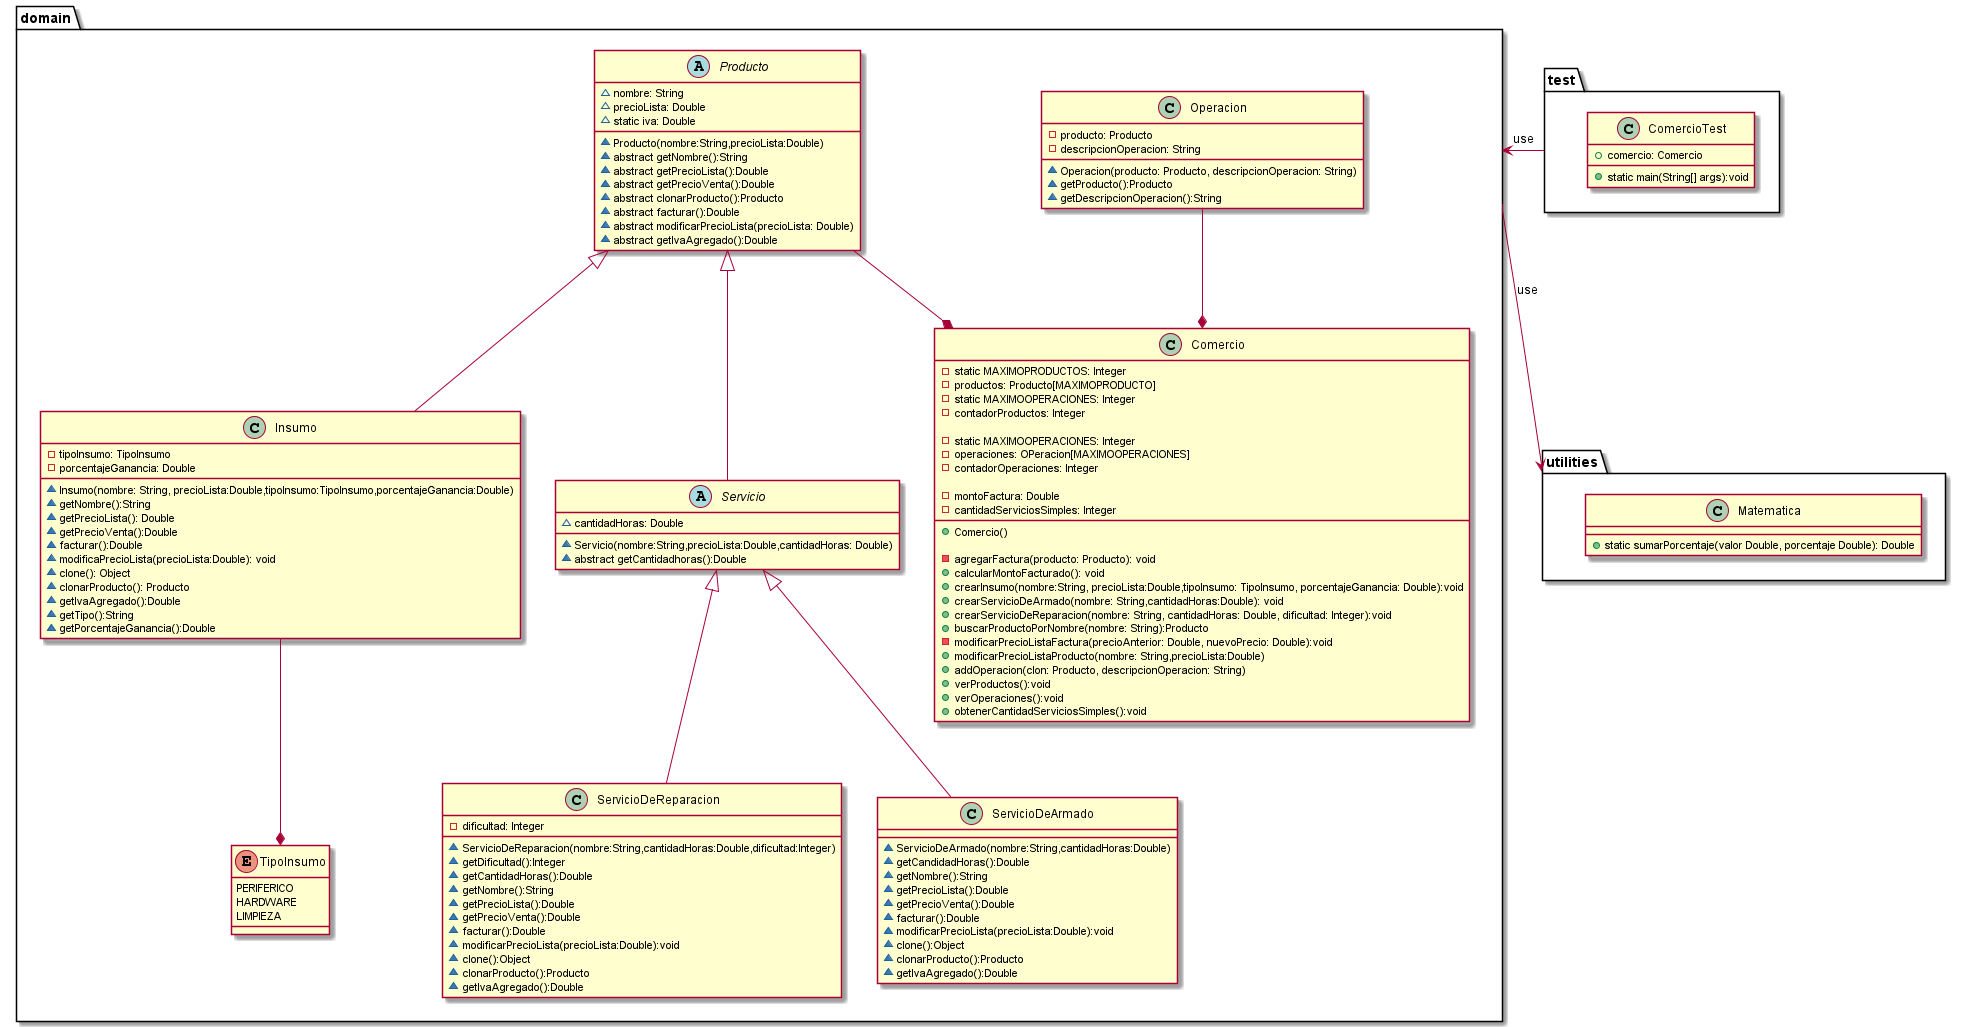 domain
Producto
nombre: String
precioLista: Double
static iva: Double
Producto(nombre:String,precioLista:Double)
abstract getNombre():String
abstract getPrecioLista():Double
abstract getPrecioVenta():Double
abstract clonarProducto():Producto
abstract facturar():Double
abstract modificarPrecioLista(precioLista: Double)
abstract getIvaAgregado():Double
Operacion
producto: Producto
descripcionOperacion: String
Operacion(producto: Producto, descripcionOperacion: String)
getProducto():Producto
getDescripcionOperacion():String
test
ComercioTest
comercio: Comercio
static main(String[] args):void
use
use
Comercio
static MAXIMOPRODUCTOS: Integer
productos: Producto[MAXIMOPRODUCTO]
static MAXIMOOPERACIONES: Integer
contadorProductos: Integer
static MAXIMOOPERACIONES: Integer
operaciones: OPeracion[MAXIMOOPERACIONES]
contadorOperaciones: Integer
montoFactura: Double
cantidadServiciosSimples: Integer
Comercio()
agregarFactura(producto: Producto): void
calcularMontoFacturado(): void
crearInsumo(nombre:String, precioLista:Double,tipoInsumo: TipoInsumo, porcentajeGanancia: Double):void
crearServicioDeArmado(nombre: String,cantidadHoras:Double): void
crearServicioDeReparacion(nombre: String, cantidadHoras: Double, dificultad: Integer):void
buscarProductoPorNombre(nombre: String):Producto
modificarPrecioListaFactura(precioAnterior: Double, nuevoPrecio: Double):void
modificarPrecioListaProducto(nombre: String,precioLista:Double)
addOperacion(clon: Producto, descripcionOperacion: String)
verProductos():void
verOperaciones():void
obtenerCantidadServiciosSimples():void
Insumo
tipoInsumo: TipoInsumo
porcentajeGanancia: Double
Insumo(nombre: String, precioLista:Double,tipoInsumo:TipoInsumo,porcentajeGanancia:Double)
getNombre():String
getPrecioLista(): Double
getPrecioVenta():Double
facturar():Double
modificaPrecioLista(precioLista:Double): void
clone(): Object
clonarProducto(): Producto
getIvaAgregado():Double
getTipo():String
getPorcentajeGanancia():Double
Servicio
cantidadHoras: Double
Servicio(nombre:String,precioLista:Double,cantidadHoras: Double)
abstract getCantidadhoras():Double
utilities
Matematica
static sumarPorcentaje(valor Double, porcentaje Double): Double
TipoInsumo
PERIFERICO
HARDWARE
LIMPIEZA
ServicioDeReparacion
dificultad: Integer
ServicioDeReparacion(nombre:String,cantidadHoras:Double,dificultad:Integer)
getDificultad():Integer
getCantidadHoras():Double
getNombre():String
getPrecioLista():Double
getPrecioVenta():Double
facturar():Double
modificarPrecioLista(precioLista:Double):void
clone():Object
clonarProducto():Producto
getIvaAgregado():Double
ServicioDeArmado
ServicioDeArmado(nombre:String,cantidadHoras:Double)
getCandidadHoras():Double
getNombre():String
getPrecioLista():Double
getPrecioVenta():Double
facturar():Double
modificarPrecioLista(precioLista:Double):void
clone():Object
clonarProducto():Producto
getIvaAgregado():Double